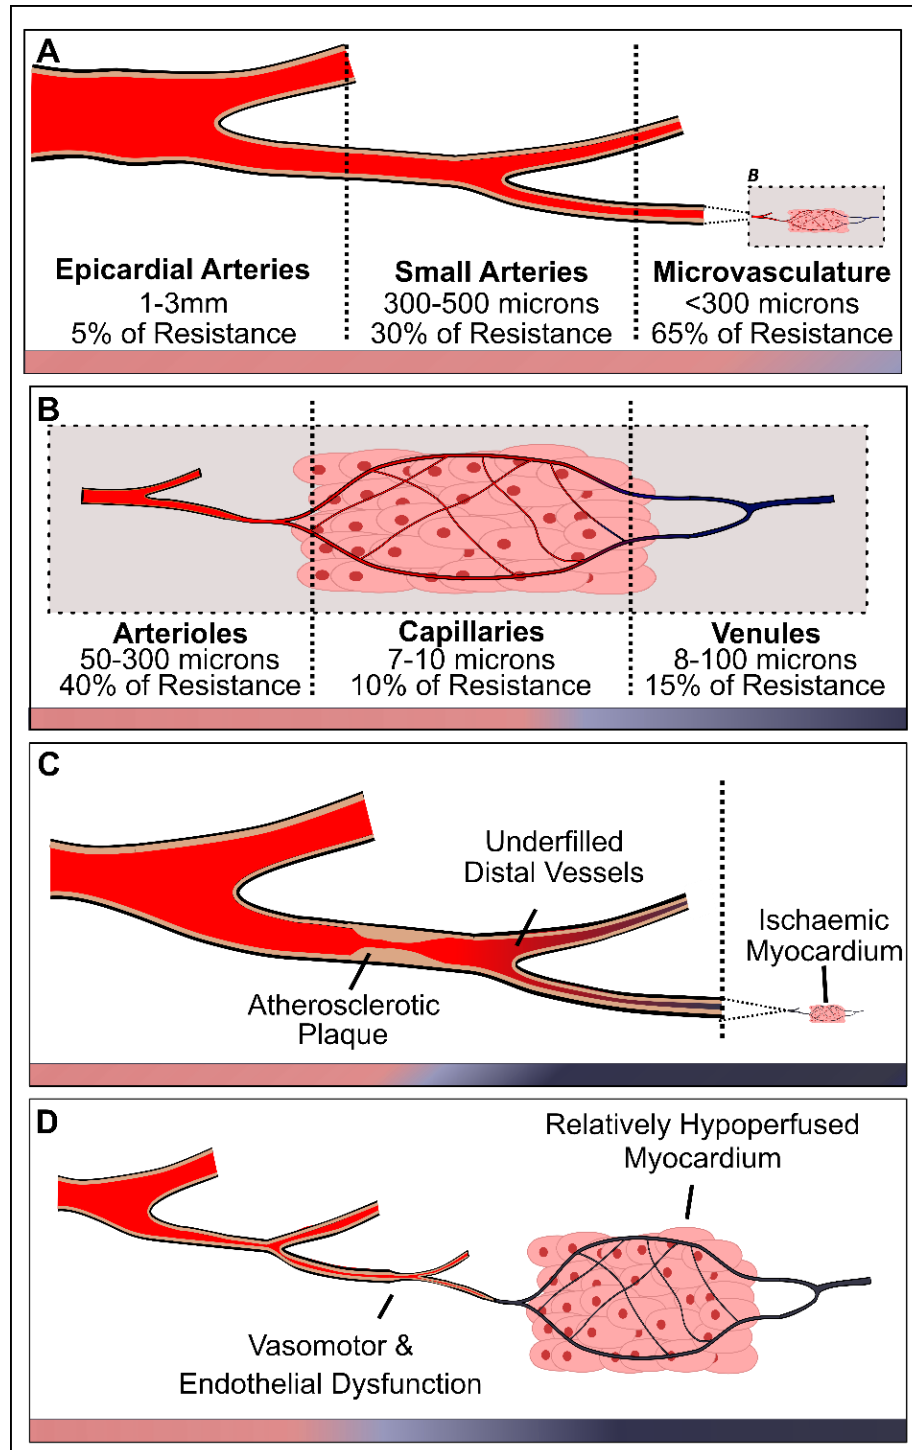 A
B
Epicardial Arteries
1-3mm
5% of Resistance
Small Arteries
300-500 microns
30% of Resistance
Microvasculature
<300 microns
65% of Resistance
B
Arterioles
50-300 microns
40% of Resistance
Capillaries
7-10 microns
10% of Resistance
Venules
8-100 microns
15% of Resistance
C
Underfilled
Distal Vessels
Ischaemic
Myocardium
Atherosclerotic
Plaque
D
Relatively Hypoperfused
Myocardium
Vasomotor &
Endothelial Dysfunction